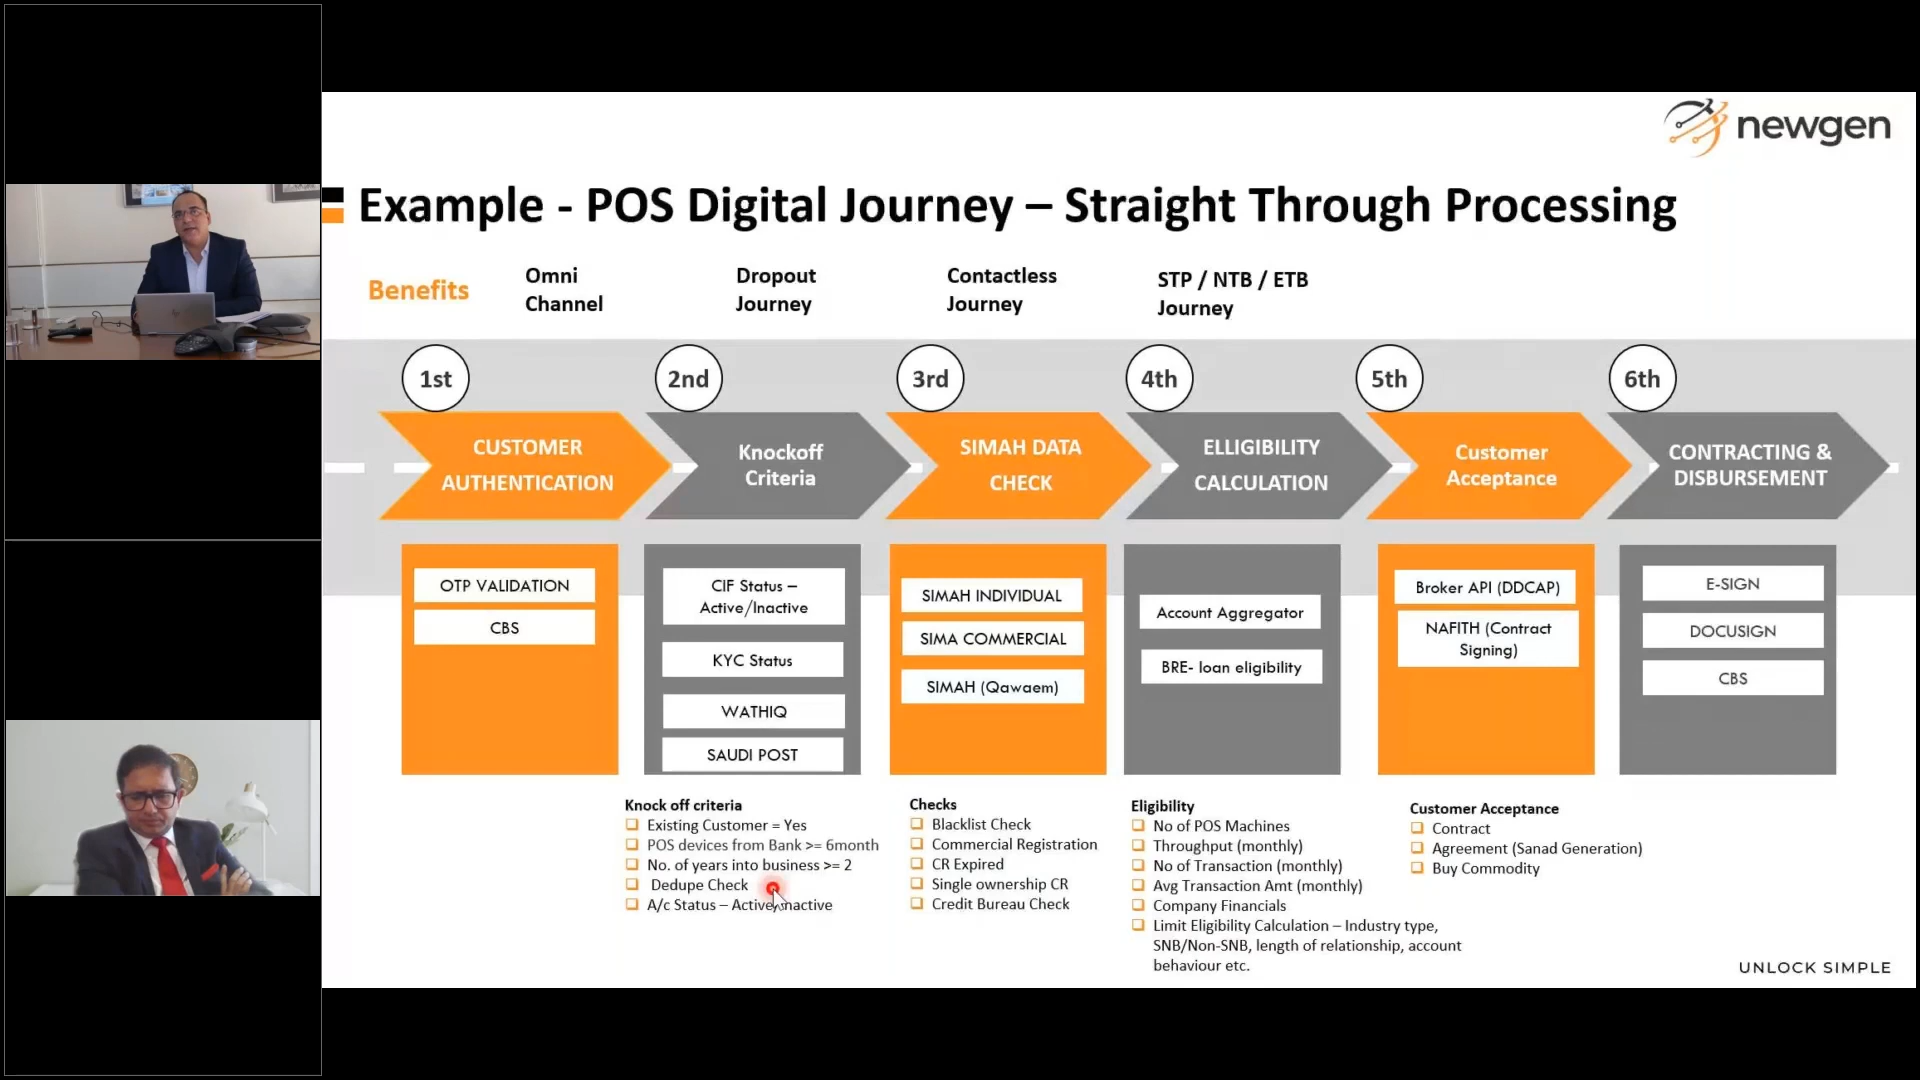 newgen
Example - POS Digital Journey – Straight Through Processing
Benefits
Omni
Channel
Dropout
Journey
Contactless
Journey
STP / NTB / ETB
Journey
1st
2nd
3rd
4th
5th
6th
CUSTOMER
AUTHENTICATION
Knockoff
Criteria
SIMAH DATA
CHECK
ELLIGIBILITY
CALCULATION
Customer
Acceptance
CONTRACTING &
DISBURSEMENT
OTP VALIDATION
CBS
CIF Status –
Active/Inactive
KYC Status
WATHIQ
SAUDI POST
SIMAH INDIVIDUAL
SIMA COMMERCIAL
SIMAH (Qawaem)
Account Aggregator
BRE- loan eligibility
Broker API (DDCAP)
NAFITH (Contract
Signing)
E-SIGN
DOCUSIGN
CBS
Knock off criteria
Existing Customer = Yes
POS devices from Bank >= 6month
No. of years into business >= 2
Dedupe Check
A/c Status – Active/Inactive
Checks
Blacklist Check
Commercial Registration
CR Expired
Single ownership CR
Credit Bureau Check
Eligibility
No of POS Machines
Throughput (monthly)
No of Transaction (monthly)
Avg Transaction Amt (monthly)
Company Financials
Limit Eligibility Calculation – Industry type,
SNB/Non-SNB, length of relationship, account
behaviour etc.
Customer Acceptance
Contract
Agreement (Sanad Generation)
Buy Commodity
UNLOCK SIMPLE